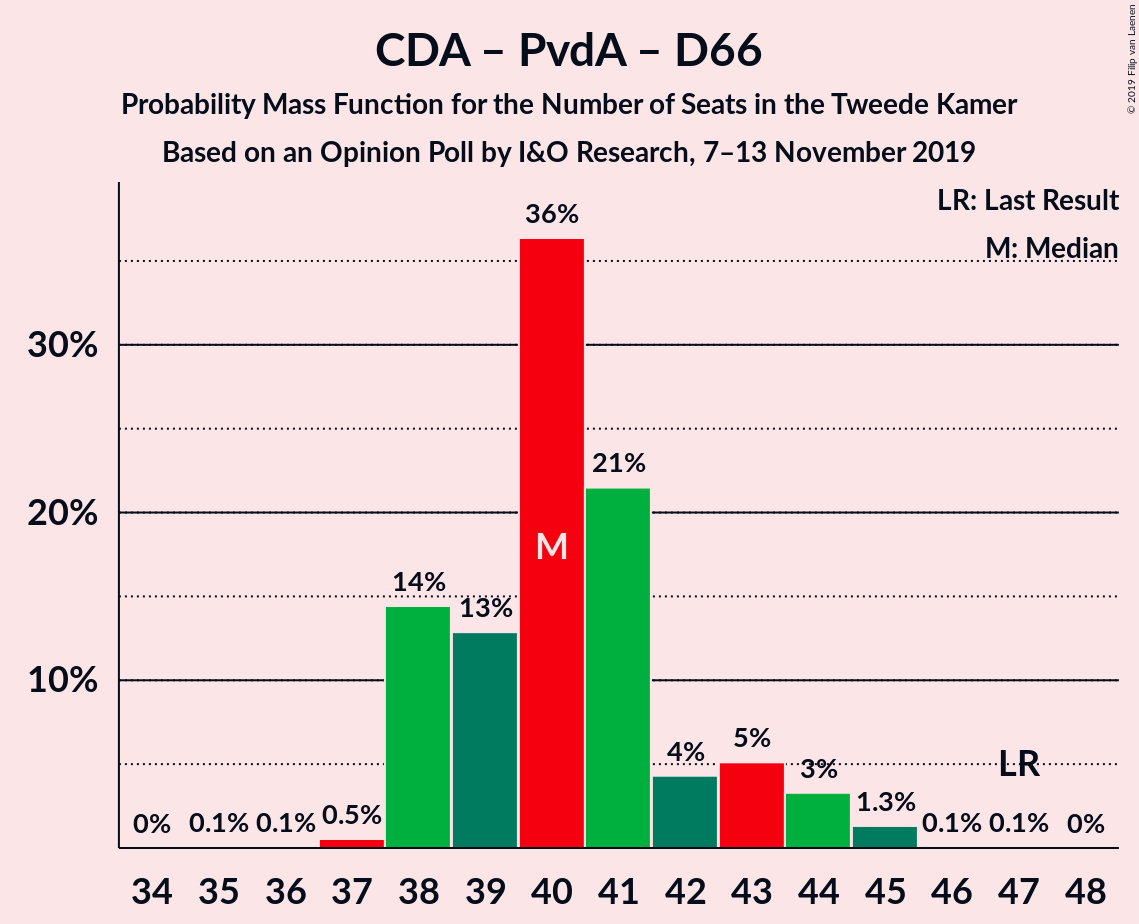 CDA – PvdA – D66
Probability Mass Function for the Number of Seats in the Tweede Kamer
Based on an Opinion Poll by I&O Research, 7–13 November 2019
© 2019 Filip van Laenen
LR: Last Result
M: Median
36%
30%
21%
20%
M
14%
13%
10%
5%
4%
LR
3%
1.3%
0.5%
0%
0.1%
0.1%
0.1%
0.1%
0%
34 35 36 37 38 39 40 41 42 43 44 45 46 47 48